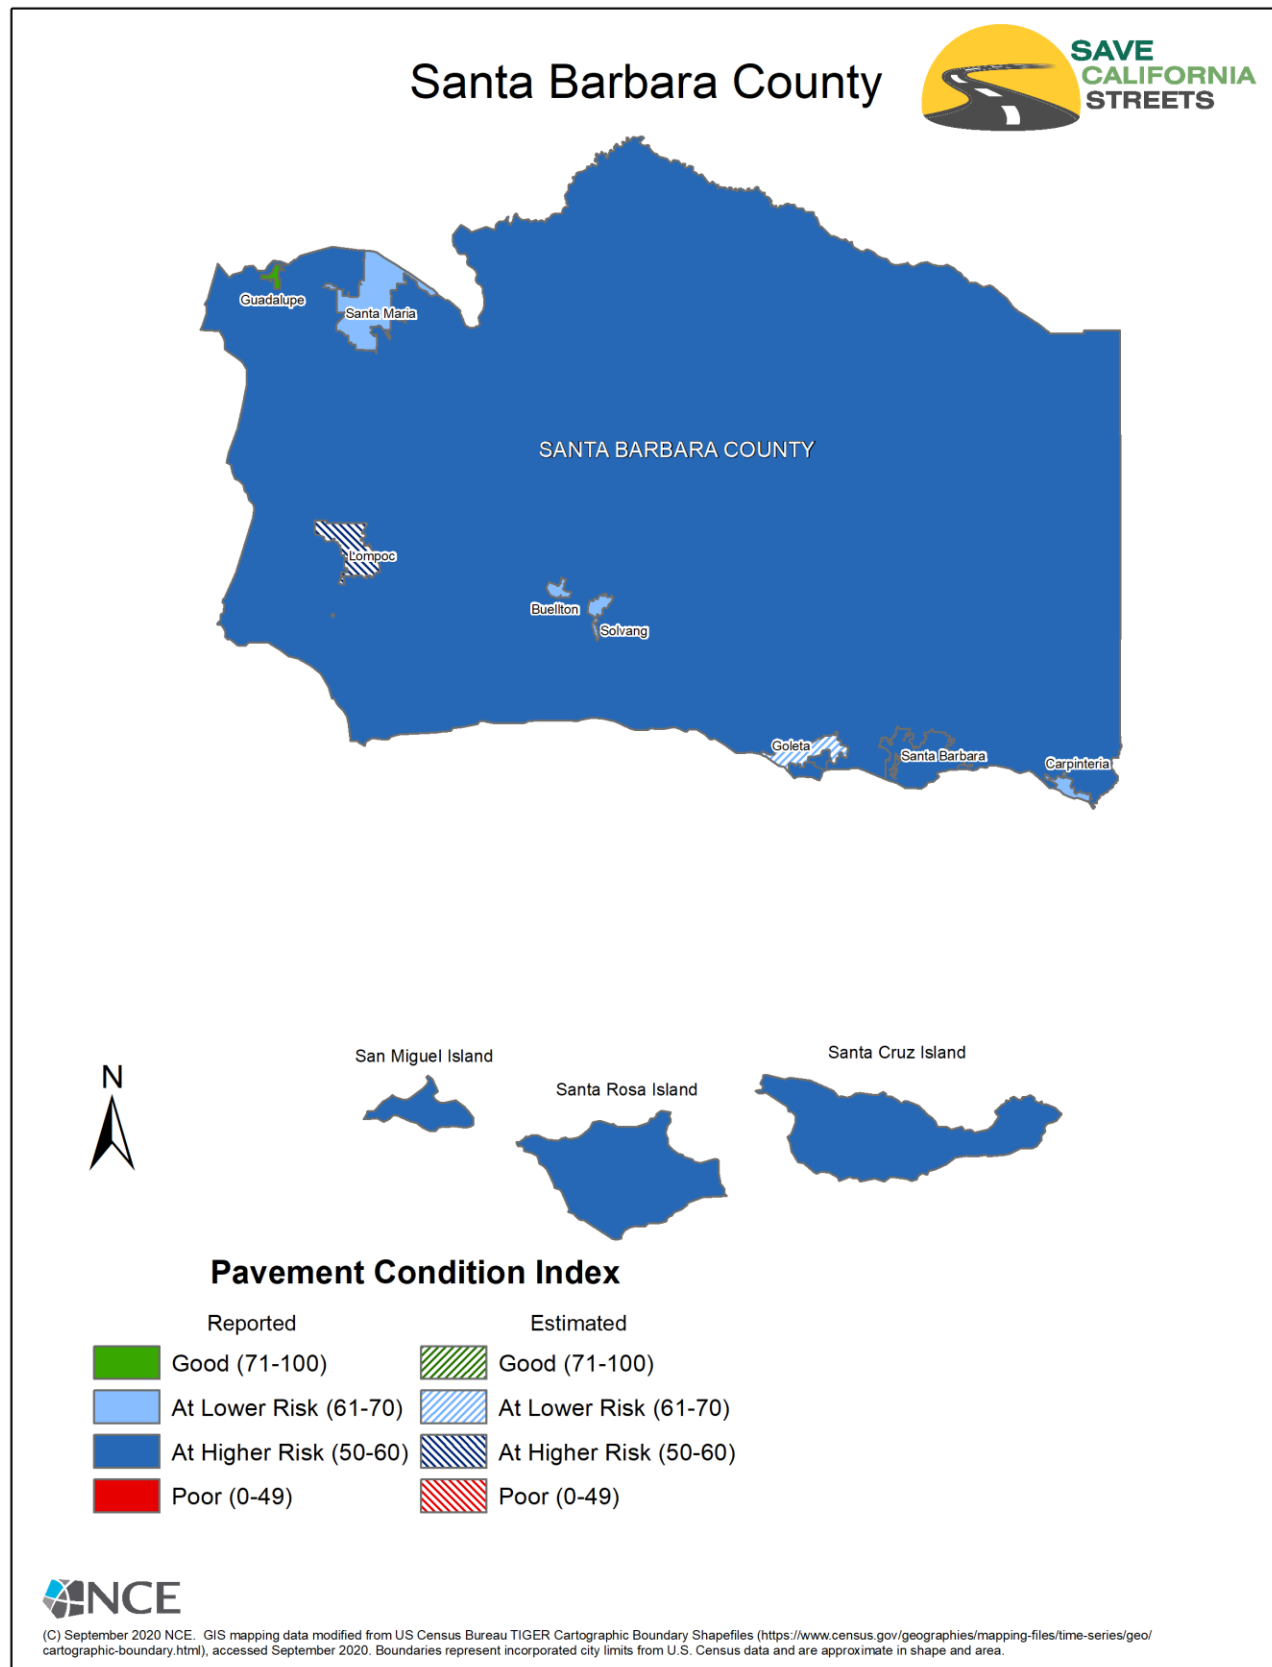 Santa Barbara County
SAVE
CALIFORNIA
STREETS
Guadalupe
Santa Maria
SANTA BARBARA COUNTY
Lompoc
Buellton
Solvang
Goleta
Santa Barbara
Carpinteria
San Miguel Island
Santa Cruz Island
Santa Rosa Island
N
Pavement Condition Index
Reported Estimated
Good (71-100) Good (71-100)
At Lower Risk (61-70) At Lower Risk (61-70)
At Higher Risk (50-60) At Higher Risk (50-60)
Poor (0-49) Poor (0-49)
NCE
(C) September 2020 NCE. GIS mapping data modified from US Census Bureau TIGER Cartographic Boundary Shapefiles (https://www.census.gov/geographies/mapping-files/time-series/geo/
cartographic-boundary.html), accessed September 2020. Boundaries represent incorporated city limits from U.S. Census data and are approximate in shape and area.